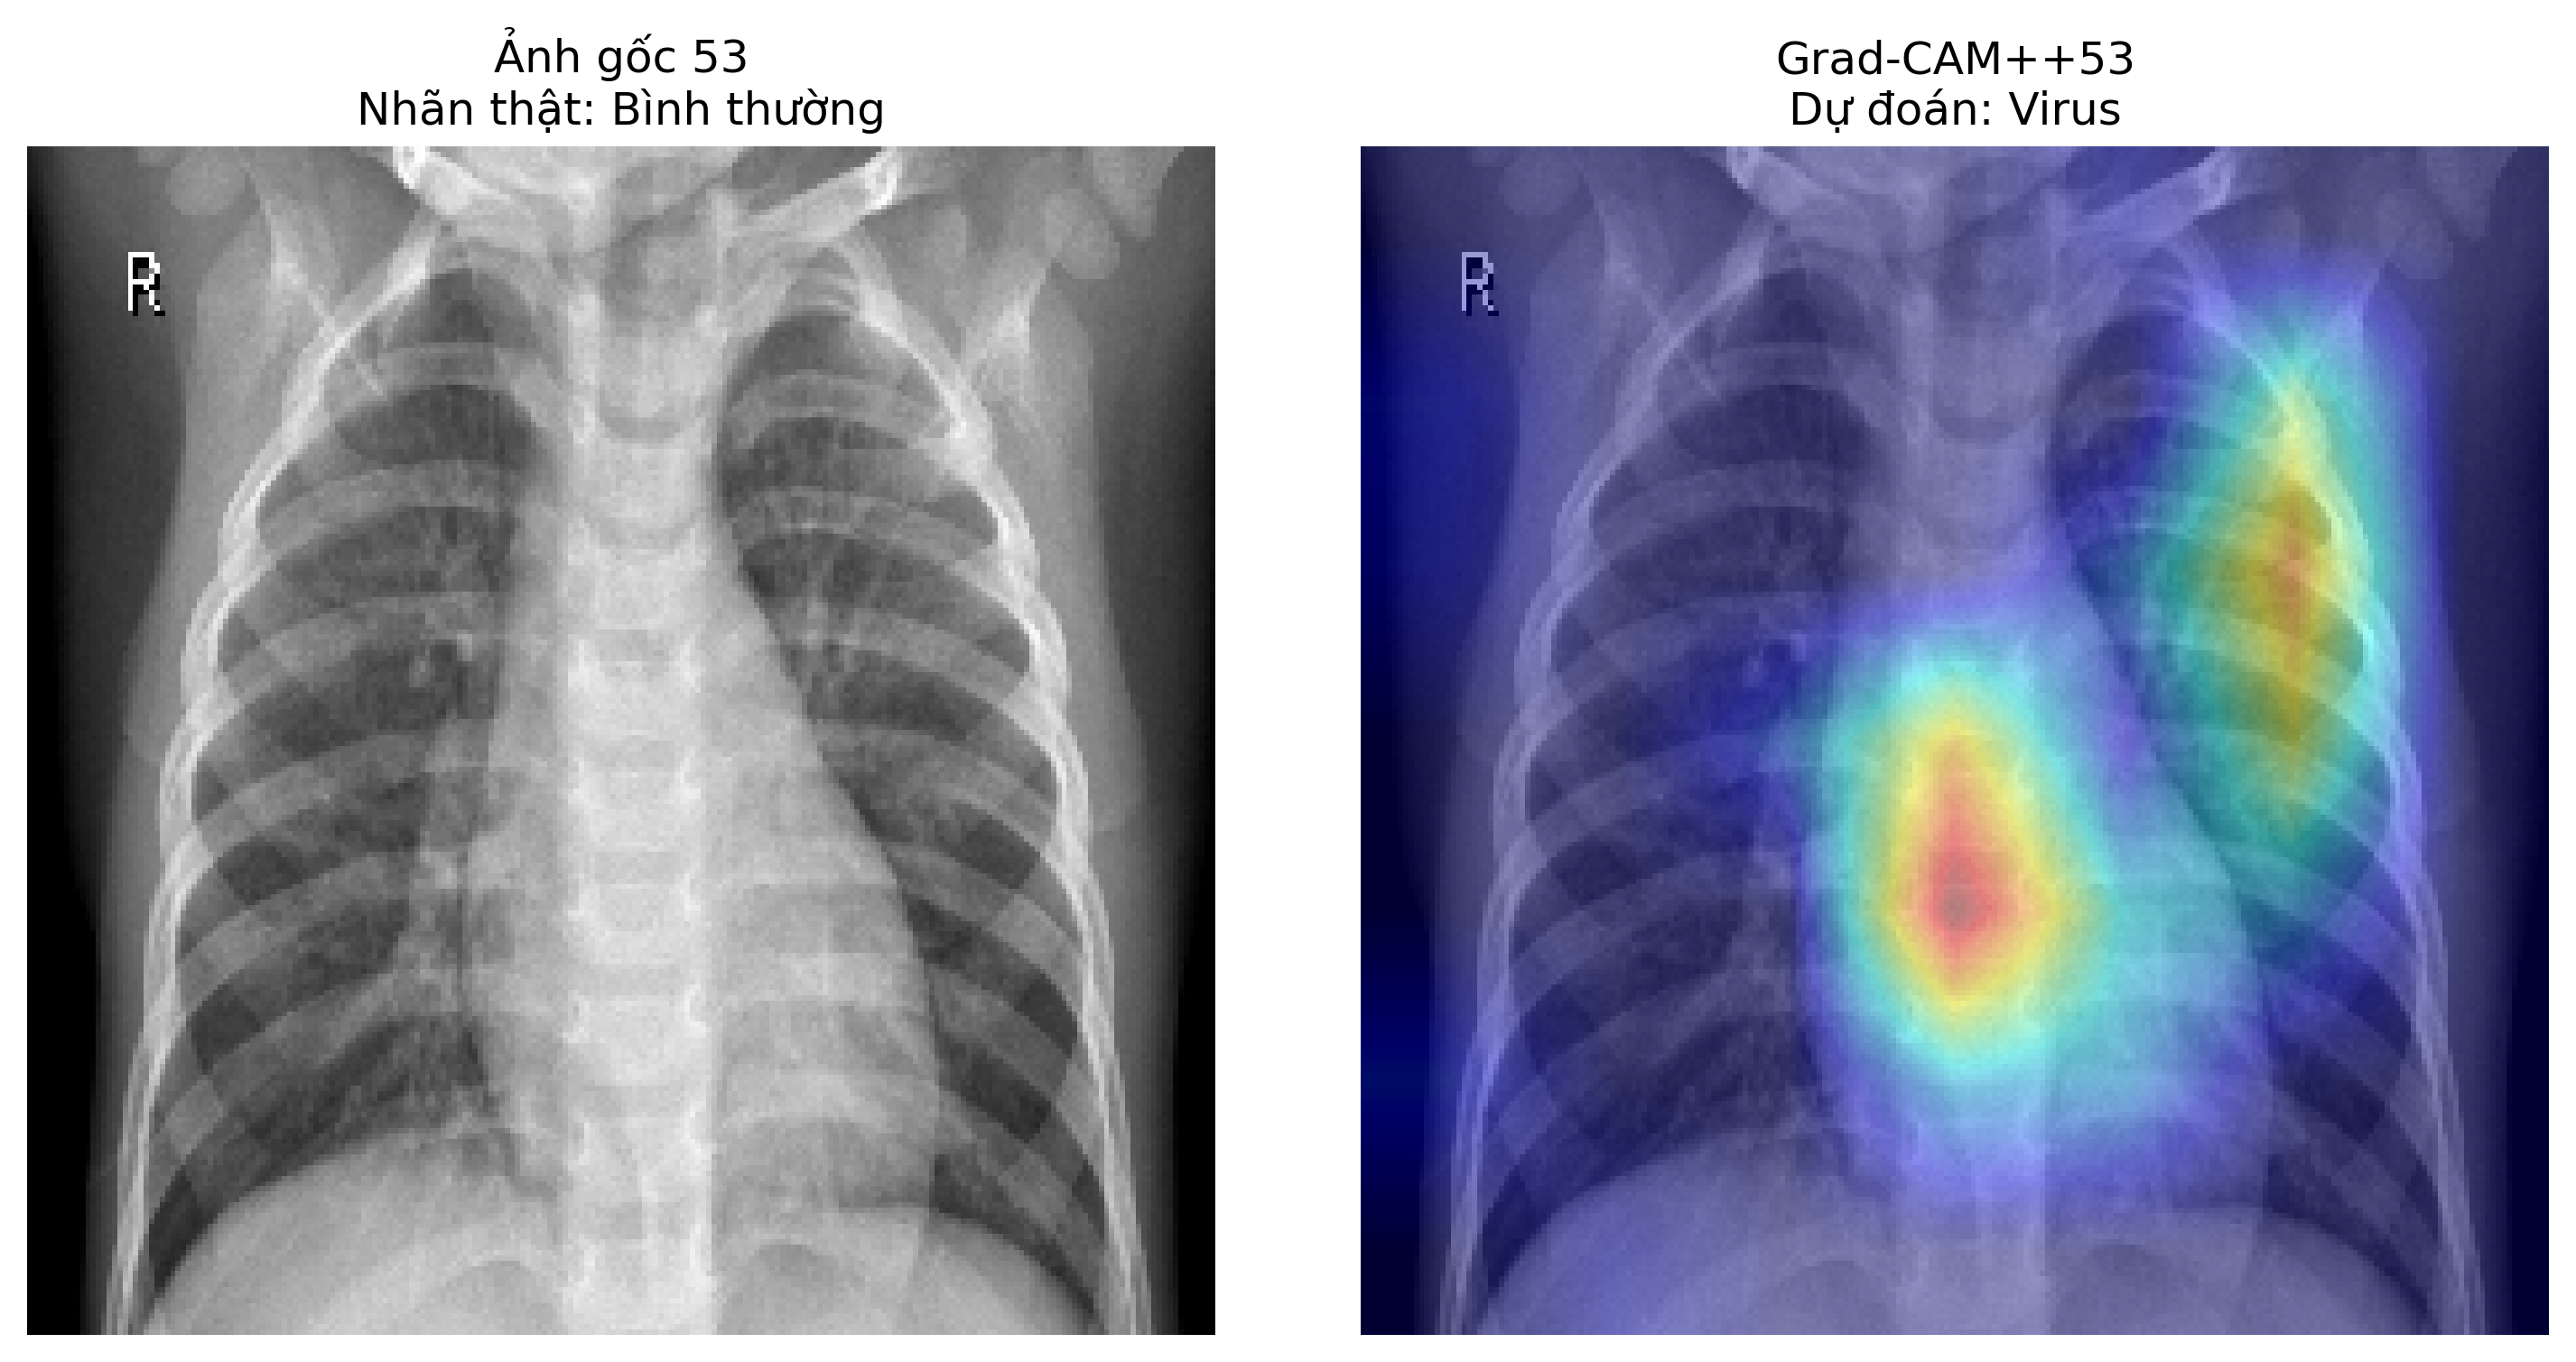 Ảnh gốc 53
Nhãn thật: Bình thường
R
Grad-CAM++53
Dự đoán: Virus
R